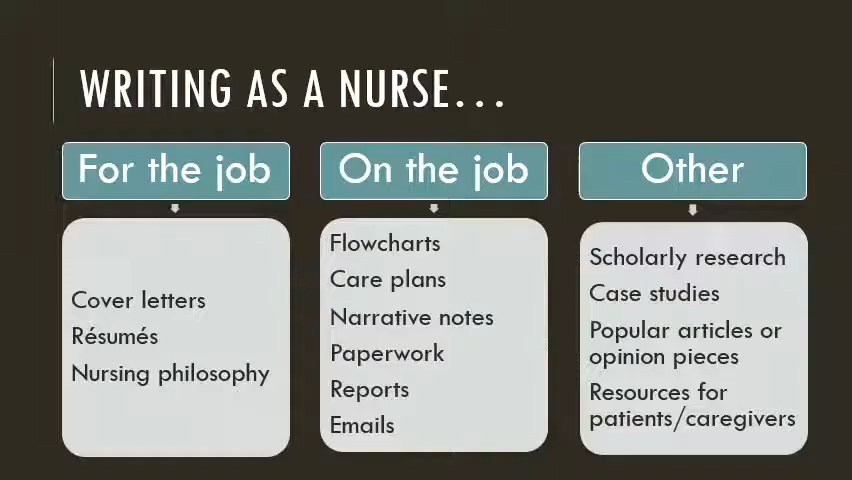 WRITING AS A NURSE...
For the job
Cover letters
Résumés
Nursing philosophy
On the job
Flowcharts
Care plans
Narrative notes
Paperwork
Reports
Emails
Other
Scholarly research
Case studies
Popular articles or
opinion pieces
Resources for
patients/caregivers